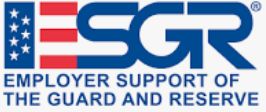 ESGR®
EMPLOYER SUPPORT OF
THE GUARD AND RESERVE